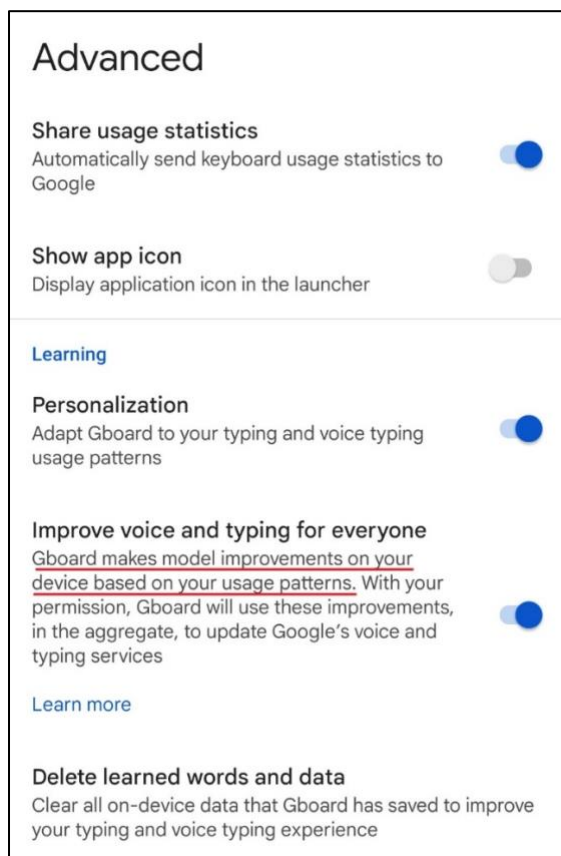 Advanced
Share usage statistics
Automatically send keyboard usage statistics to
Google
Show app icon
Display application icon in the launcher
Learning
Personalization
Adapt Gboard to your typing and voice typing
usage patterns
Improve voice and typing for everyone
Gboard makes model improvements on your
device based on your usage patterns. With your
permission, Gboard will use these improvements,
in the aggregate, to update Google's voice and
typing services
Learn more
Delete learned words and data
Clear all on-device data that Gboard has saved to improve
your typing and voice typing experience